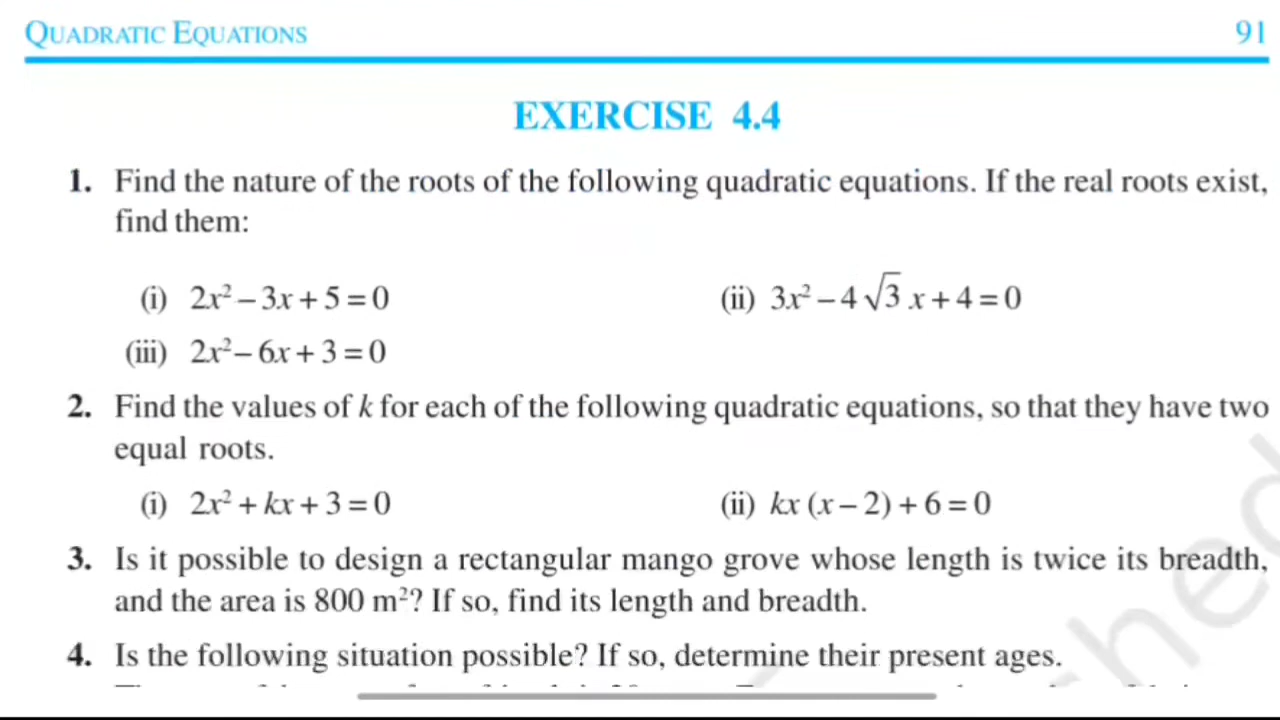 QUADRATIC EQUATIONS 91
EXERCISE 4.4
1. Find the nature of the roots of the following quadratic equations. If the real roots exist,
find them:
(i) 2x² – 3x + 5 = 0 (ii) 3x² – 4√3 x + 4 = 0
(iii) 2x² – 6x + 3 = 0
2. Find the values of k for each of the following quadratic equations, so that they have two
equal roots.
(i) 2x² + kx + 3 = 0 (ii) kx (x – 2) + 6 = 0
3. Is it possible to design a rectangular mango grove whose length is twice its breadth,
and the area is 800 m²? If so, find its length and breadth.
4. Is the following situation possible? If so, determine their present ages.